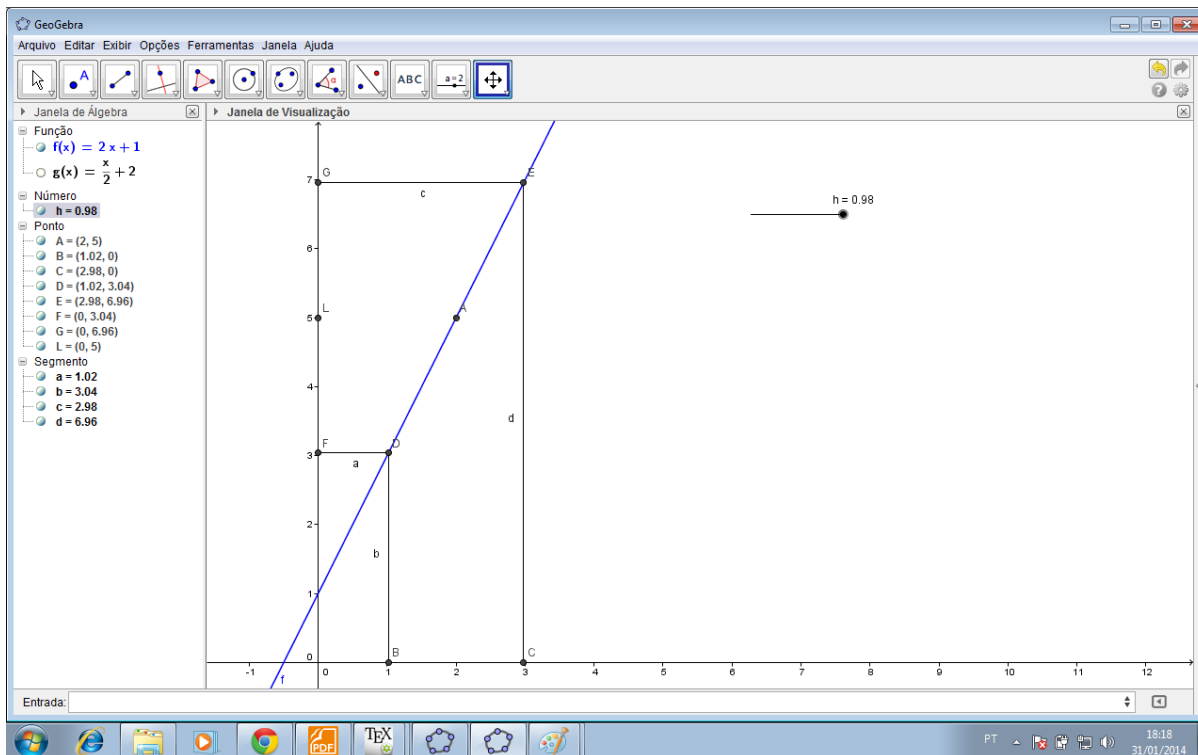 GeoGebra
Arquivo Editar Exibir Opções Ferramentas Janela Ajuda
A
α
ABC
a=2
Janela de Álgebra
Janela de Visualização
Função
f(x) = 2 x + 1
g(x) = x/2 + 2
Número
h = 0.98
Ponto
A = (2, 5)
B = (1.02, 0)
C = (2.98, 0)
D = (1.02, 3.04)
E = (2.98, 6.96)
F = (0, 3.04)
G = (0, 6.96)
L = (0, 5)
Segmento
a = 1.02
b = 3.04
c = 2.98
d = 6.96
7
G
E
c
h = 0.98
6
5
L
A
4
d
3
F
D
a
2
b
1
0
B
C
-1
0
1
2
3
4
5
6
7
8
9
10
11
12
f
Entrada:
PDF
TEX
PT
18:18
31/01/2014